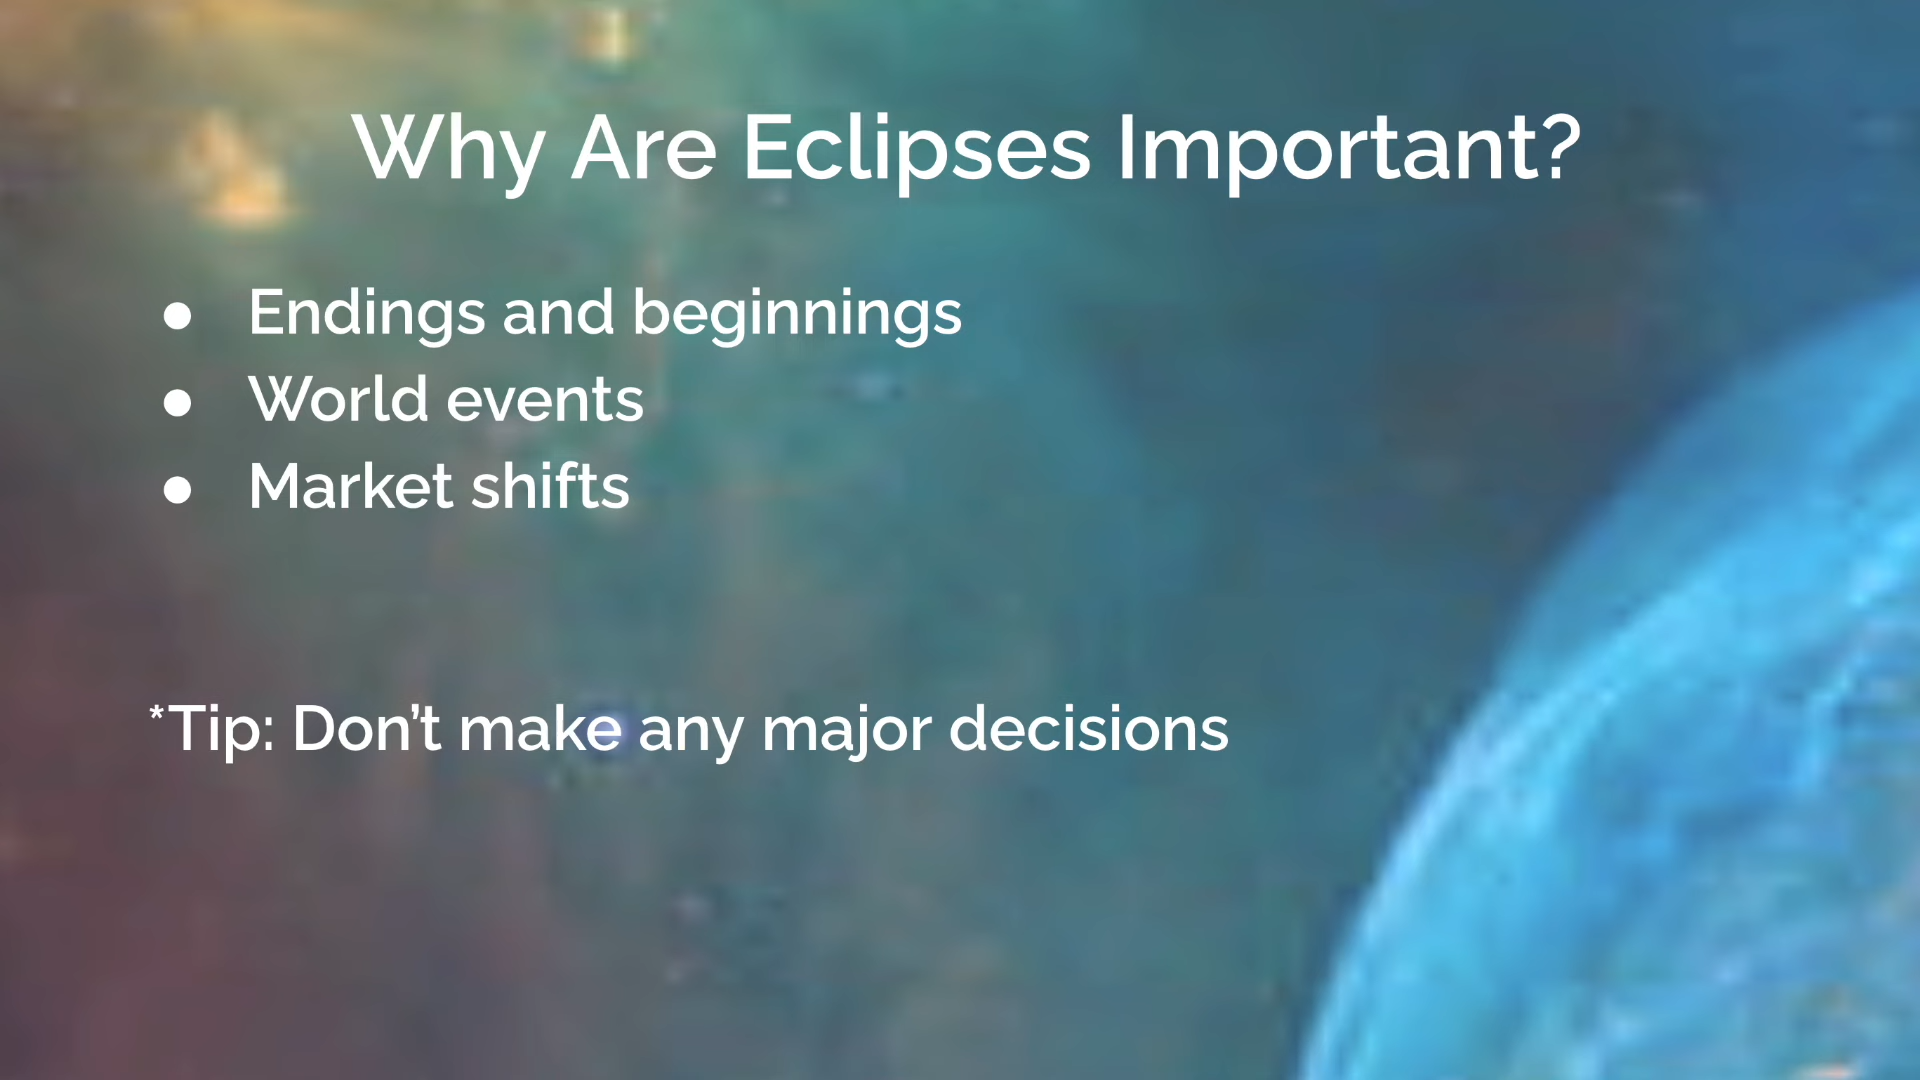 Why Are Eclipses Important?
● Endings and beginnings
● World events
● Market shifts
*Tip: Don’t make any major decisions